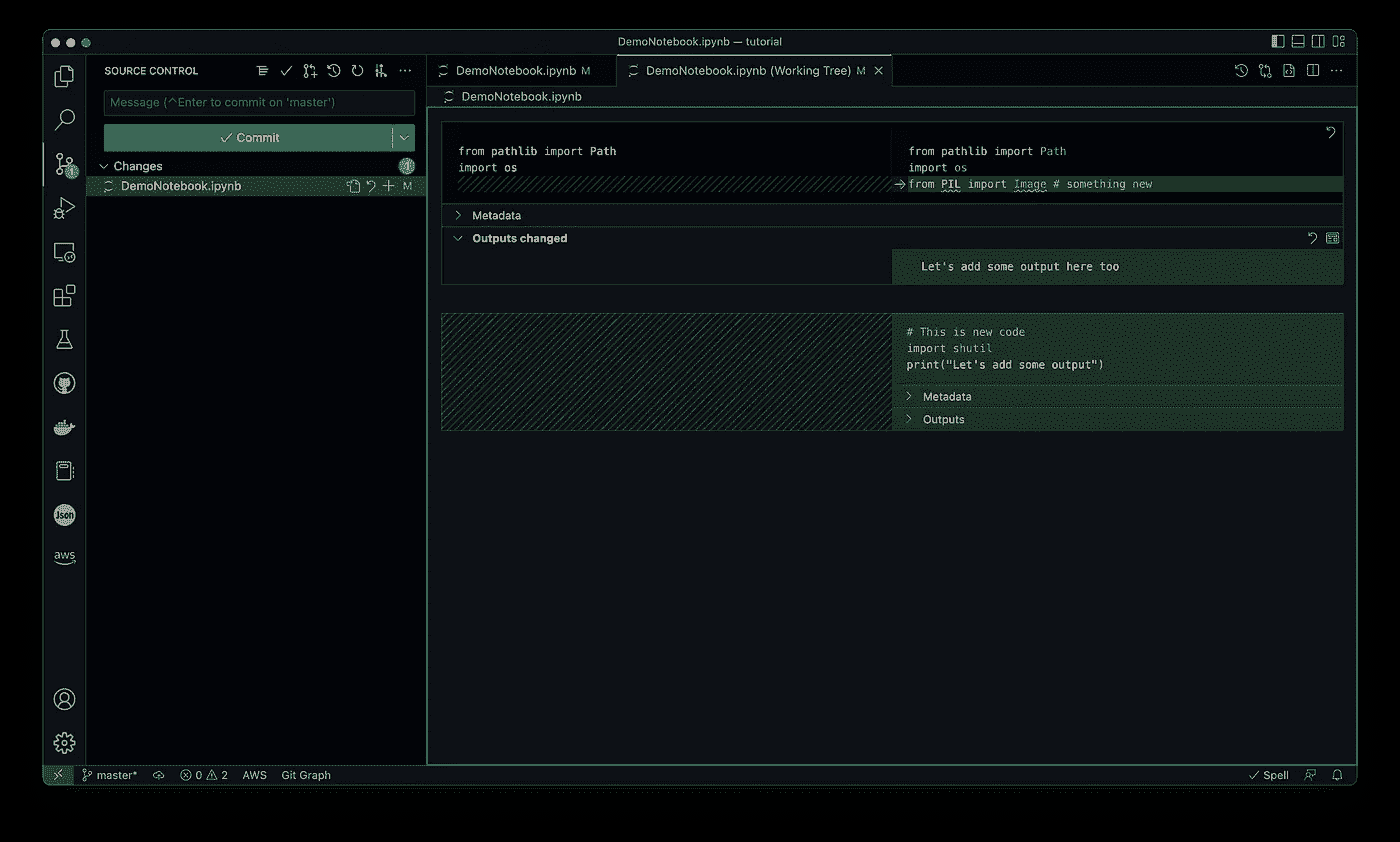 DemoNotebook.ipynb — tutorial
SOURCE CONTROL
Message (^Enter to commit on 'master')
Commit
Changes
1
DemoNotebook.ipynb M
1
Json
aws
DemoNotebook.ipynb M
DemoNotebook.ipynb (Working Tree) M
DemoNotebook.ipynb
from pathlib import Path
import os
from pathlib import Path
import os
from PIL import Image # something new
Metadata
Outputs changed
Let's add some output here too
# This is new code
import shutil
print("Let's add some output")
Metadata
Outputs
master* 0 2 AWS Git Graph
Spell